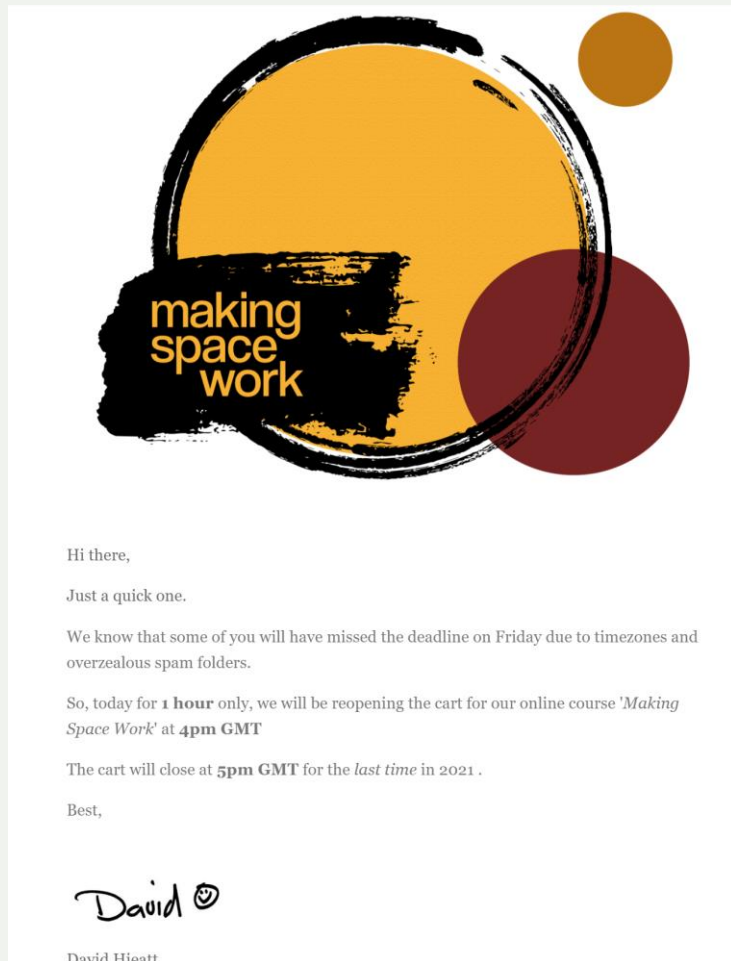 making
space
work
Hi there,
Just a quick one.
We know that some of you will have missed the deadline on Friday due to timezones and
overzealous spam folders.
So, today for 1 hour only, we will be reopening the cart for our online course 'Making
Space Work' at 4pm GMT
The cart will close at 5pm GMT for the last time in 2021 .
Best,
David
David Hieatt